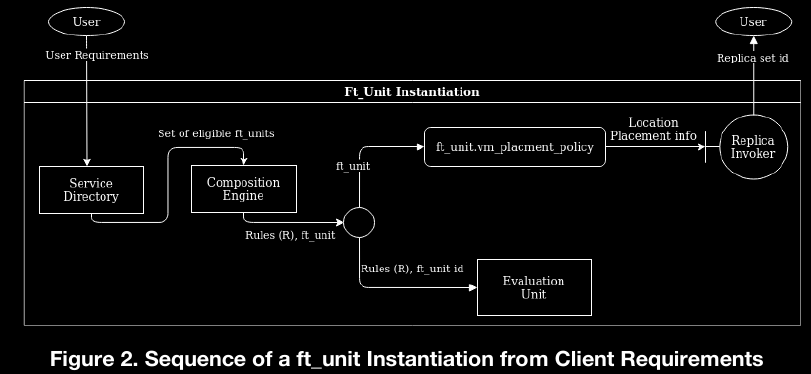 User
User
User Requirements
Replica set id
Ft_Unit Instantiation
Set of eligible ft_units
Location
Placement info
ft_unit.vm_placment_policy
Replica
Invoker
ft_unit
Service
Directory
Composition
Engine
Rules (R), ft_unit
Rules (R), ft_unit id
Evaluation
Unit
Figure 2. Sequence of a ft_unit Instantiation from Client Requirements